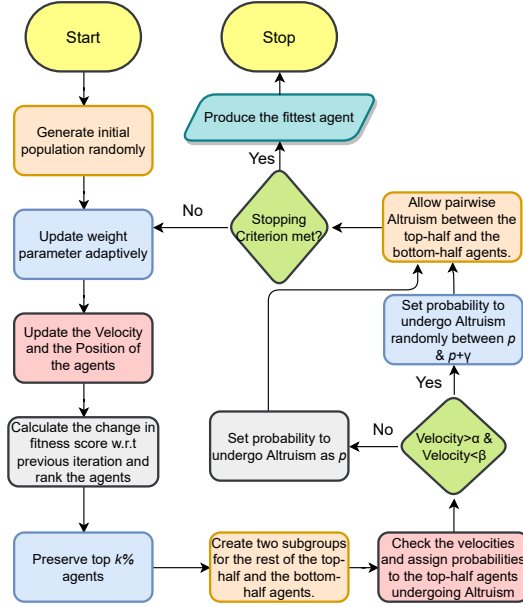 Start
Stop
Generate initial
population randomly
Produce the fittest agent
Yes
No
Update weight
parameter adaptively
Stopping
Criterion met?
Allow pairwise
Altruism between the
top-half and the
bottom-half agents.
Update the Velocity
and the Position of
the agents
Set probability to
undergo Altruism
randomly between p
& p+γ
Yes
Calculate the change in
fitness score w.r.t
previous iteration and
rank the agents
Set probability to
undergo Altruism as p
No
Velocity>α &
Velocity<β
Preserve top k%
agents
Create two subgroups
for the rest of the top-
half and the bottom-
half agents.
Check the velocities
and assign probabilities
to the top-half agents
undergoing Altruism